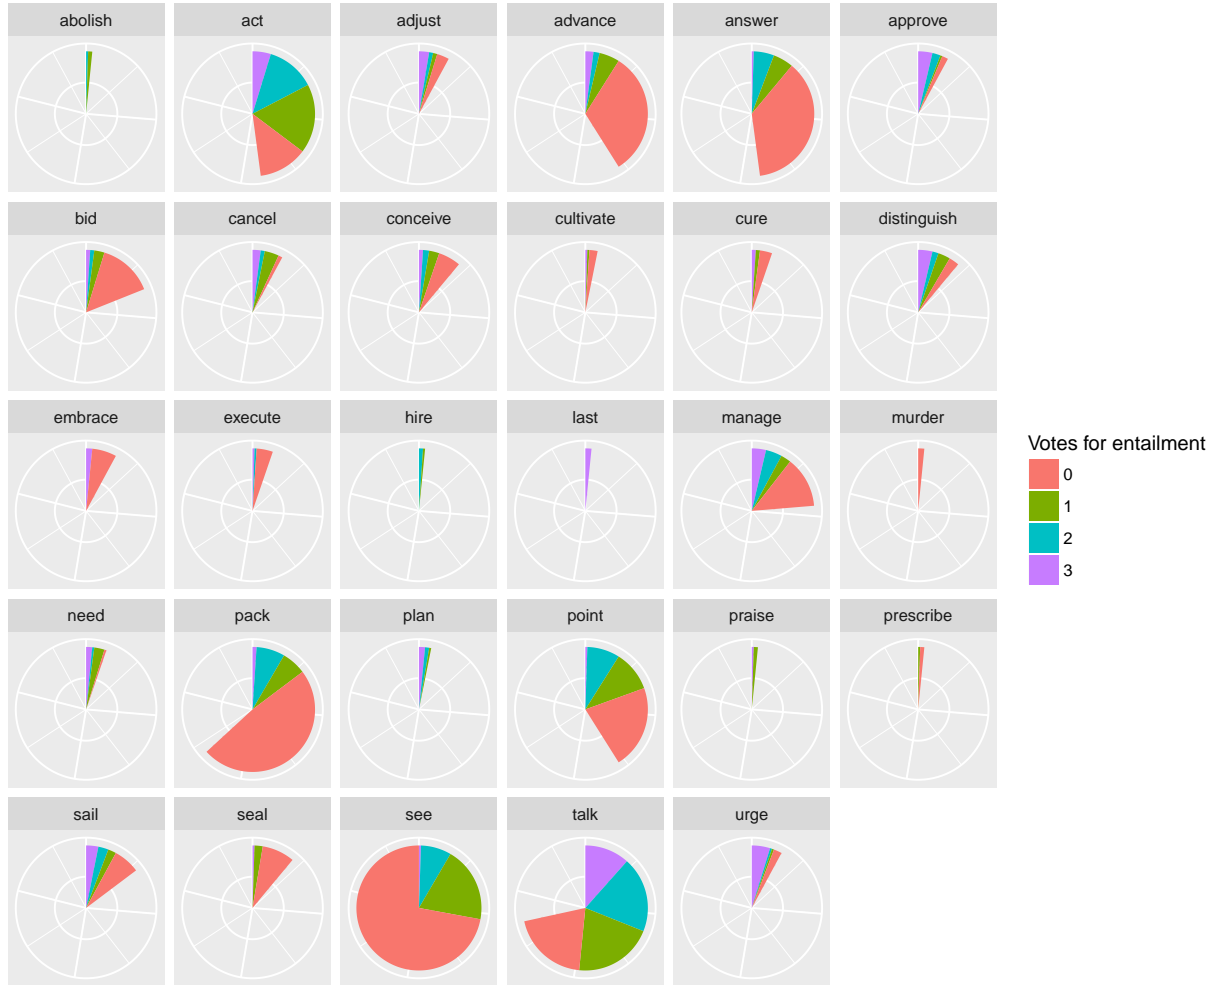 abolish act adjust advance answer approve
bid cancel conceive cultivate cure distinguish
embrace execute hire last manage murder
Votes for entailment
0
1
2
3
need pack plan point praise prescribe
sail seal see talk urge